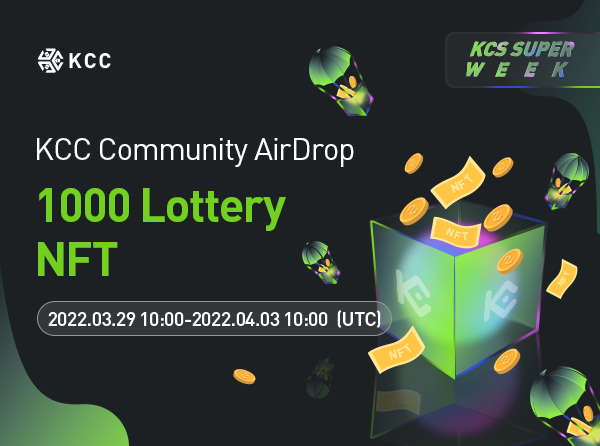 KCC
KCS SUPER
WEEK
KCC Community AirDrop
1000 Lottery
NFT
2022.03.29 10:00-2022.04.03 10:00 (UTC)
NFT
NFT
NFT
NFT